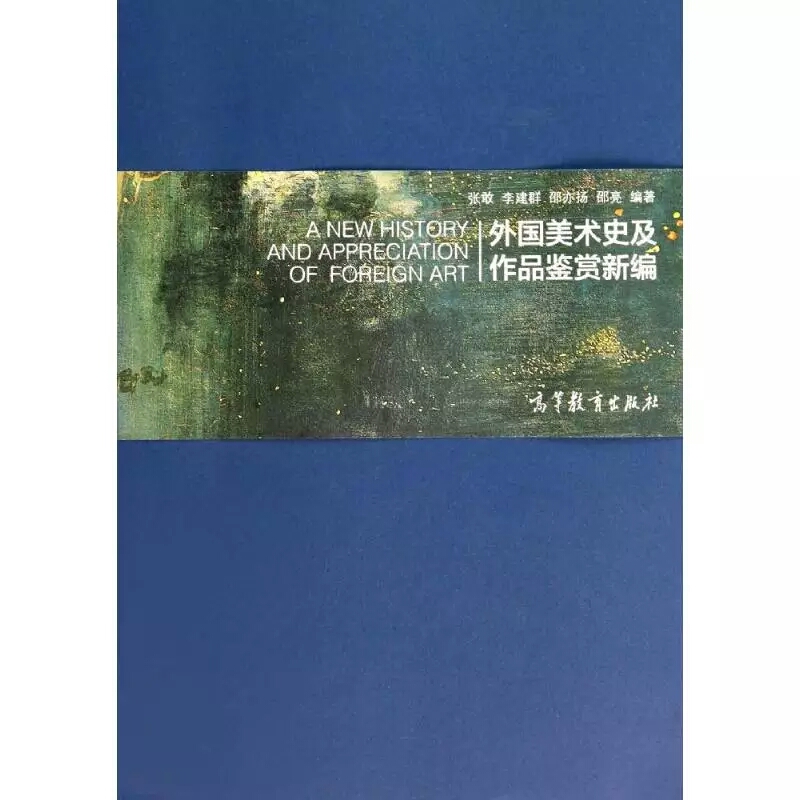 张敢 李建群 邵亦扬 邵亮 编著
A NEW HISTORY
AND APPRECIATION
OF FOREIGN ART
外国美术史及
作品鉴赏新编
高等教育出版社